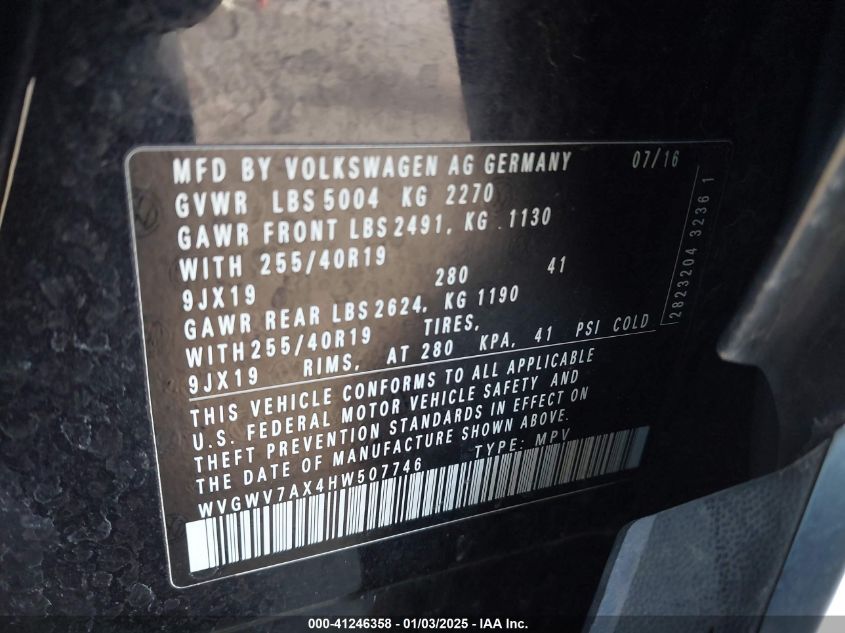 MFD BY VOLKSWAGEN AG GERMANY 07/16
GVWR LBS 5004 KG 2270
GAWR FRONT LBS 2491, KG 1130
WITH 255/40R19
9JX19 280 41
GAWR REAR LBS 2624, KG 1190
WITH 255/40R19 TIRES,
9JX19 RIMS, AT 280 KPA, 41 PSI COLD
THIS VEHICLE CONFORMS TO ALL APPLICABLE
U.S. FEDERAL MOTOR VEHICLE SAFETY AND
THEFT PREVENTION STANDARDS IN EFFECT ON
THE DATE OF MANUFACTURE SHOWN ABOVE.
WVGWV7AX4HW507746 TYPE: MPV
2823204 3236 1
000-41246358 - 01/03/2025 - IAA Inc.